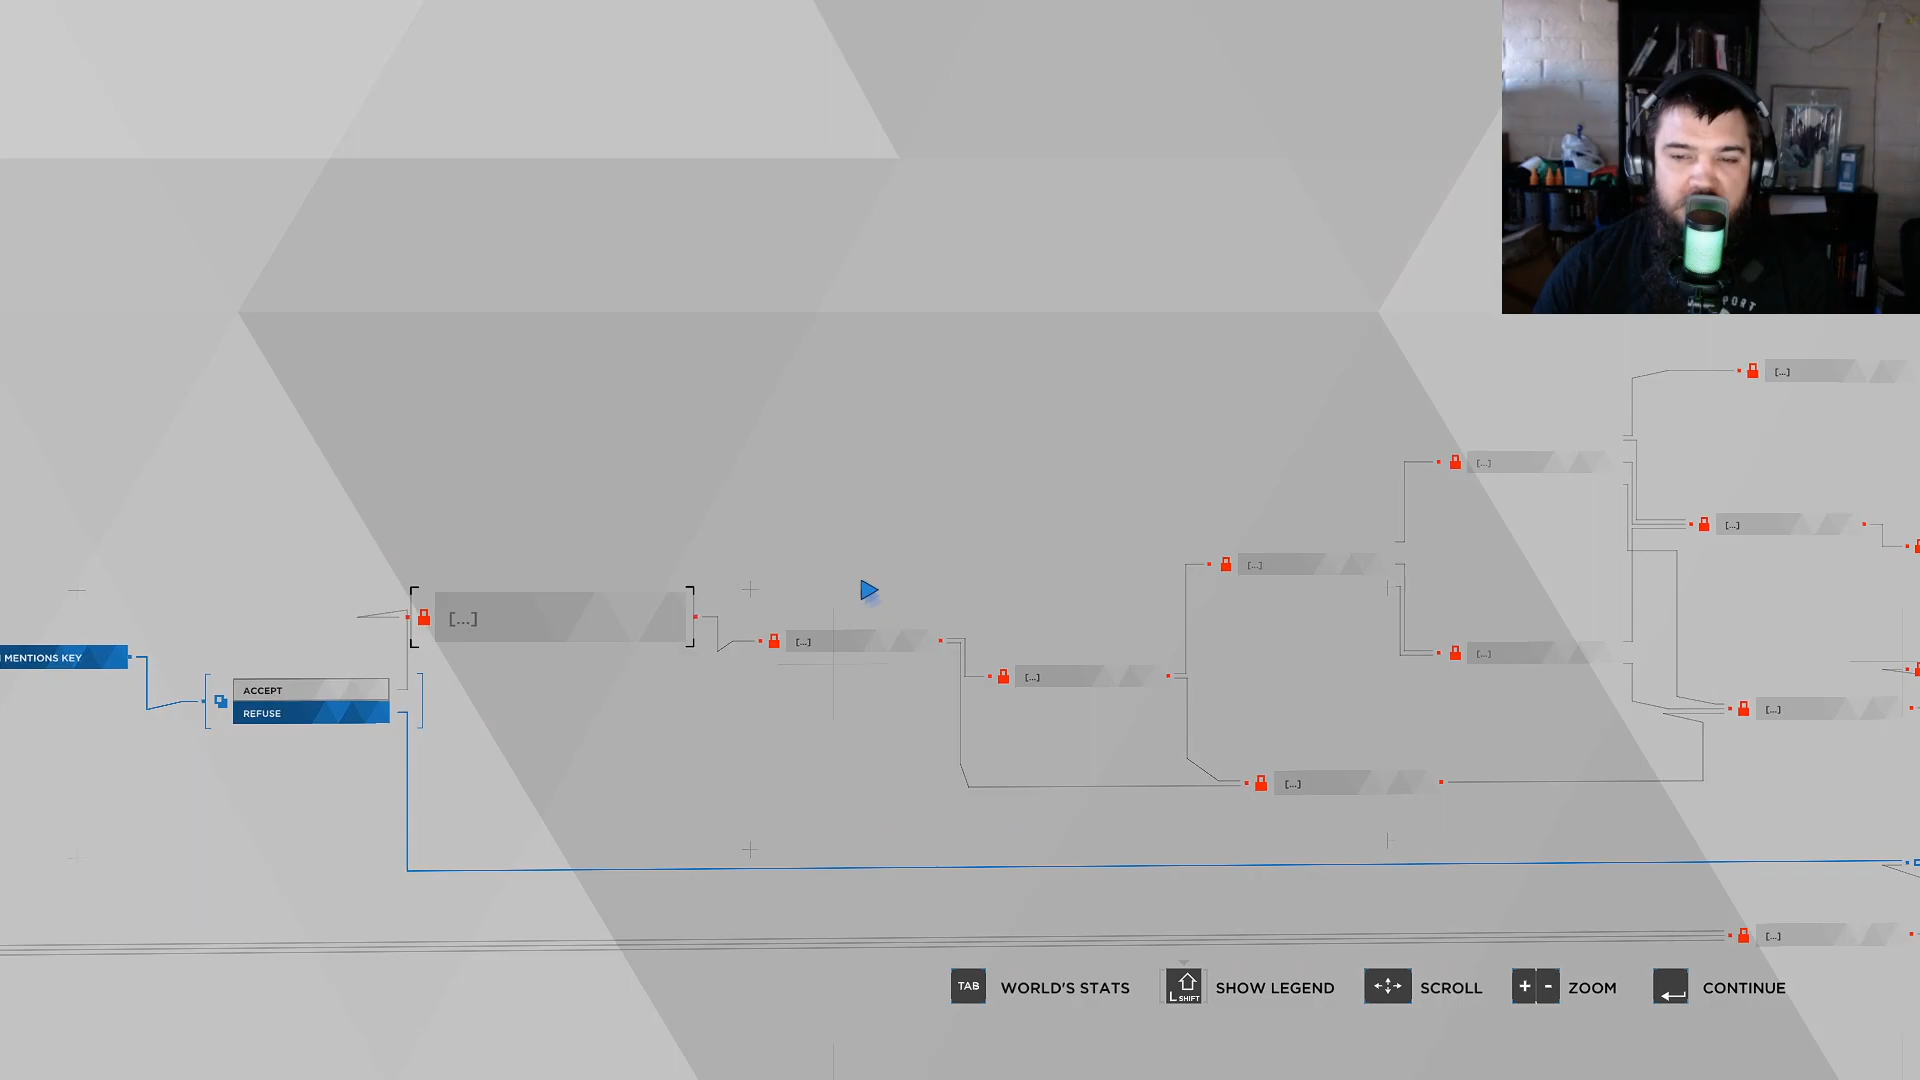 [...]
[...]
[...]
[...]
[...]
[...]
MENTIONS KEY
[...]
[...]
[...]
ACCEPT
REFUSE
[...]
[...]
[...]
TAB WORLD'S STATS
L SHIFT SHOW LEGEND
SCROLL
+ - ZOOM
CONTINUE